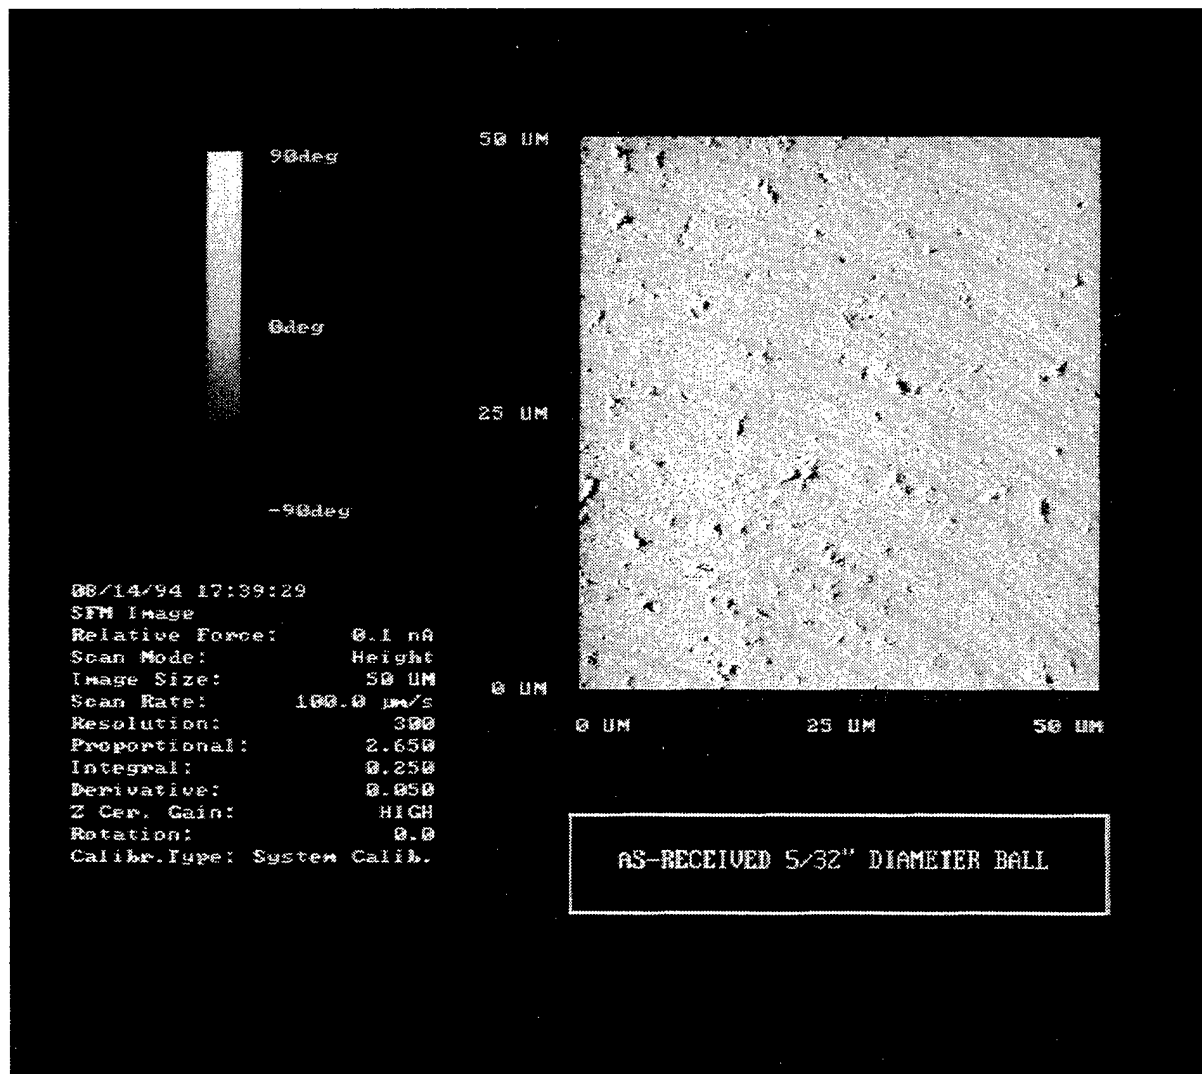 90deg
0deg
-90deg
50 UM
25 UM
0 UM
0 UM 25 UM 50 UM
08/14/94 17:39:29
SFM Image
Relative Force: 0.1 nA
Scan Mode: Height
Image Size: 50 UM
Scan Rate: 100.0 µm/s
Resolution: 300
Proportional: 2.650
Integral: 0.250
Derivative: 0.050
Z Cer. Gain: HIGH
Rotation: 0.0
Calibr.Type: System Calib.
AS-RECEIVED 5/32" DIAMETER BALL